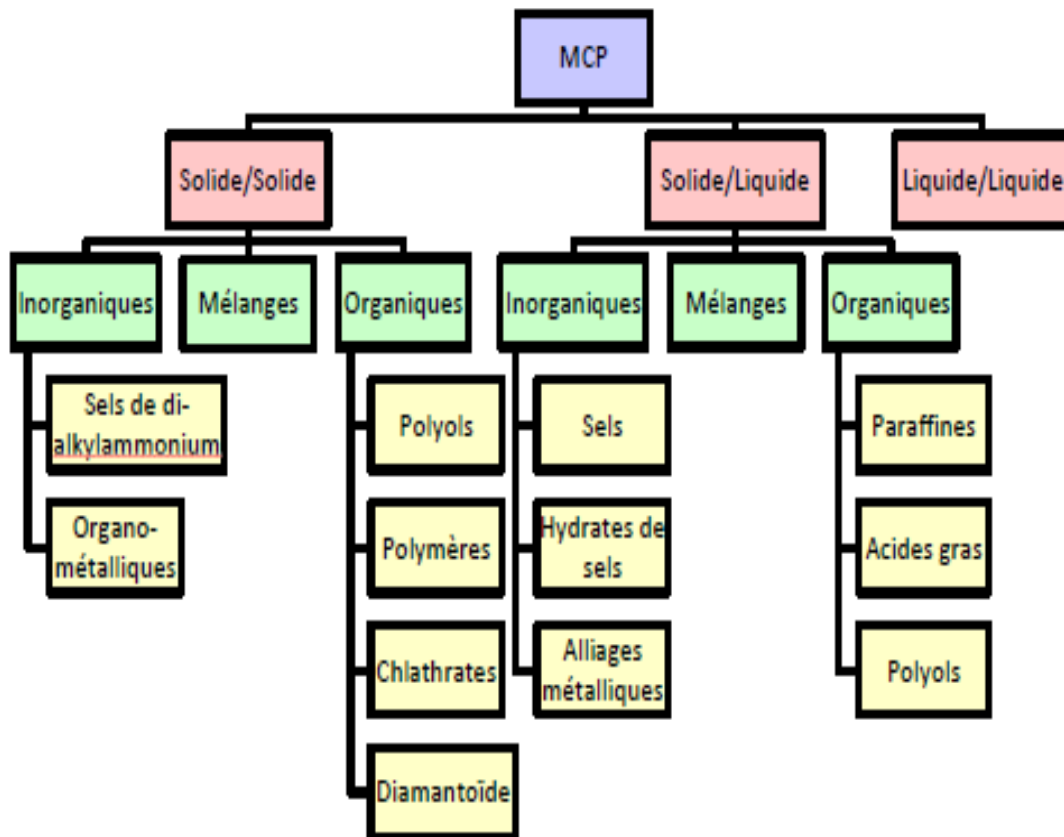 MCP
Solide/Solide
Solide/Liquide
Liquide/Liquide
Inorganiques
Mélanges
Organiques
Inorganiques
Mélanges
Organiques
Sels de di-
alkylammonium
Organo-
métalliques
Polyols
Polymères
Chlathrates
Diamantoïde
Sels
Hydrates de
sels
Alliages
métalliques
Paraffines
Acides gras
Polyols